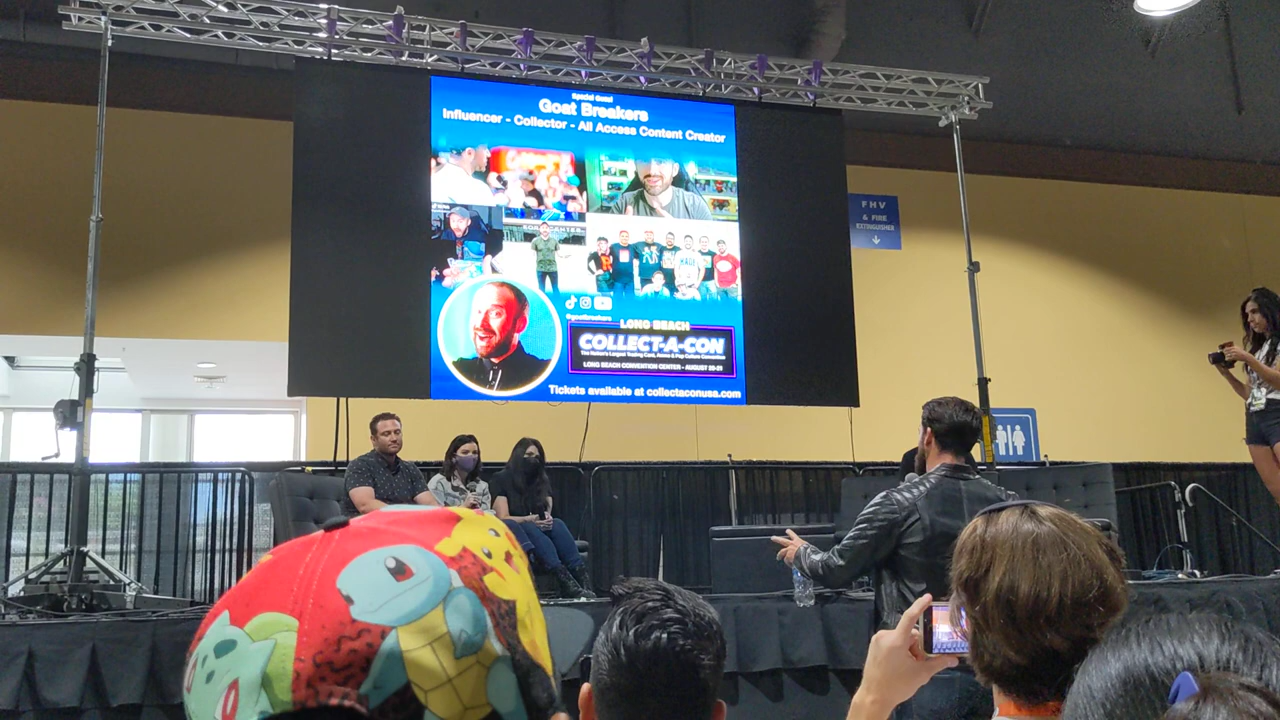 Special Guest
Goat Breakers
Influencer - Collector - All Access Content Creator
@goatbreakers
LONG BEACH
COLLECT-A-CON
The Nation's Largest Trading Card, Anime & Pop Culture Convention
LONG BEACH CONVENTION CENTER - AUGUST 20-21
Tickets available at collectaconusa.com
FHV
& FIRE
EXTINGUISHER